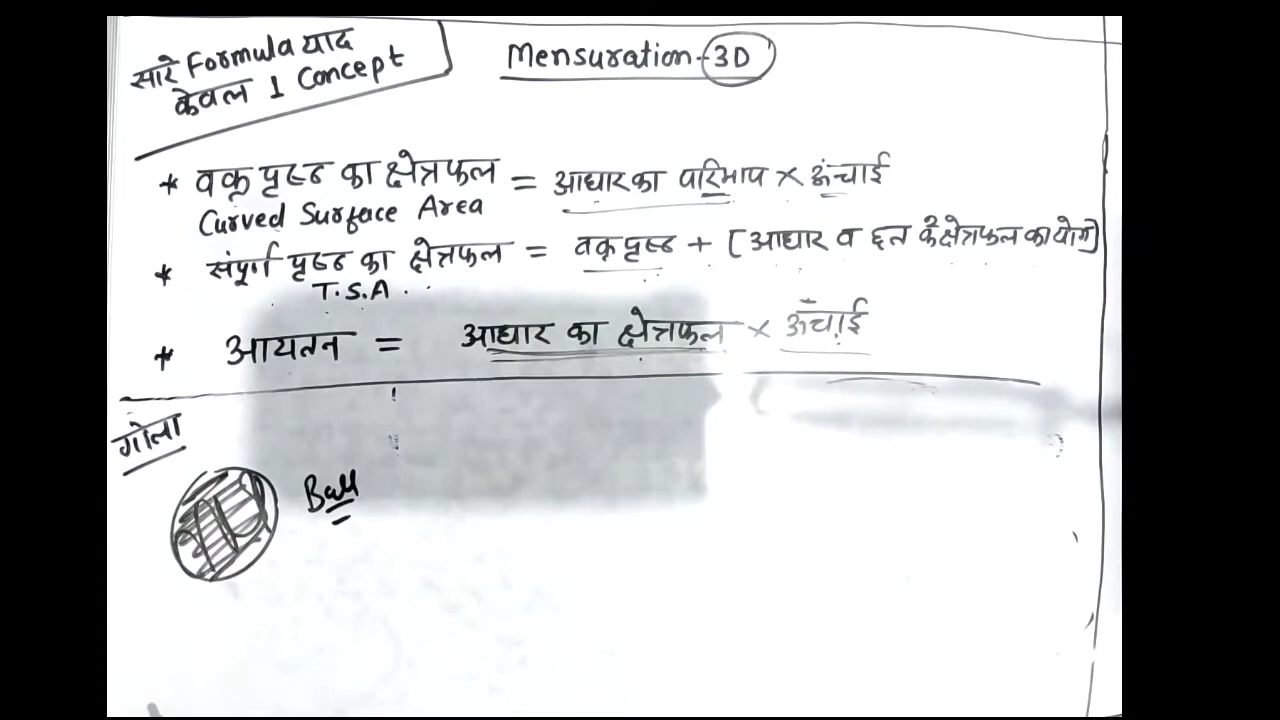 सारे Formula याद
केवल 1 Concept
Mensuration - 3D
* वक्र पृष्ठ का क्षेत्रफल = आधार का परिमाप × ऊंचाई
Curved Surface Area
* संपूर्ण पृष्ठ का क्षेत्रफल = वक्र पृष्ठ + [आधार व छत के क्षेत्रफल का योग]
T.S.A
* आयतन = आधार का क्षेत्रफल × ऊँचाई
गोला
Ball